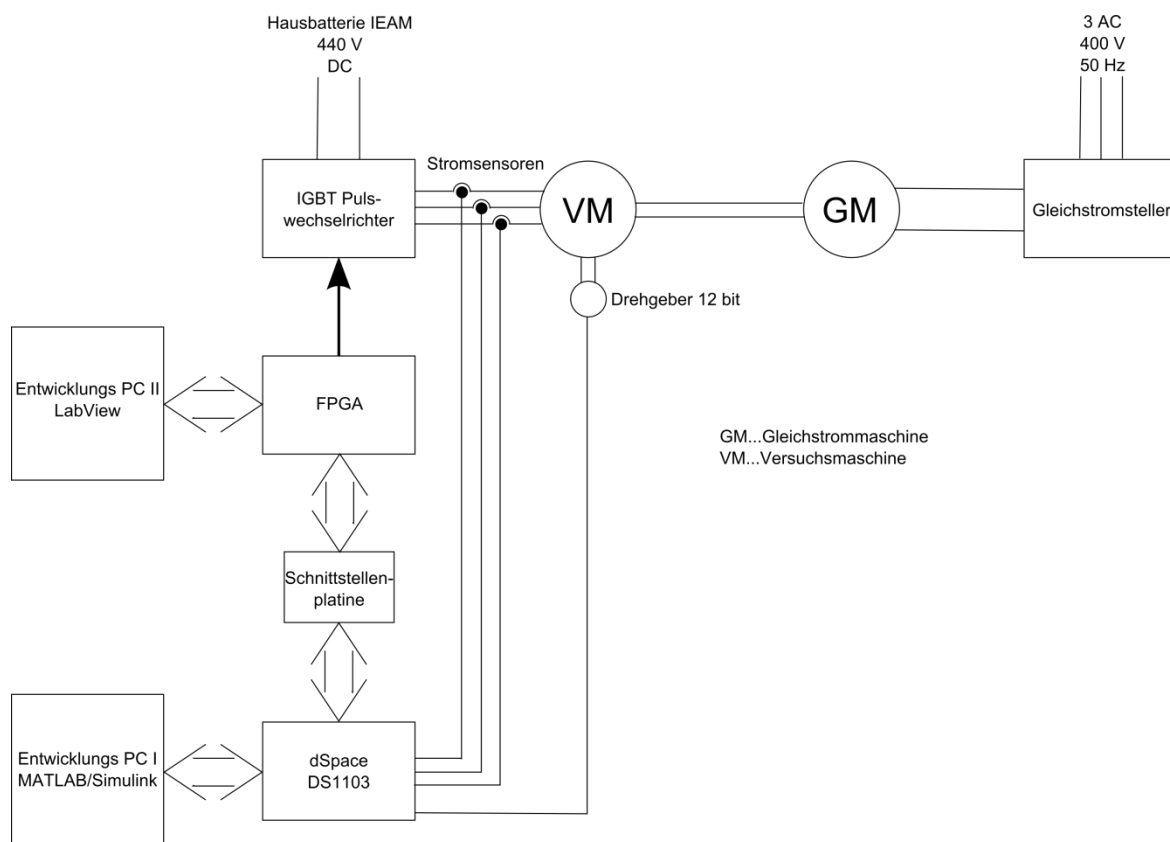 Hausbatterie IEAM
440 V
DC
3 AC
400 V
50 Hz
Stromsensoren
IGBT Puls-
wechselrichter
VM
GM
Gleichstromsteller
Drehgeber 12 bit
Entwicklungs PC II
LabView
FPGA
GM...Gleichstrommaschine
VM...Versuchsmaschine
Schnittstellen-
platine
Entwicklungs PC I
MATLAB/Simulink
dSpace
DS1103